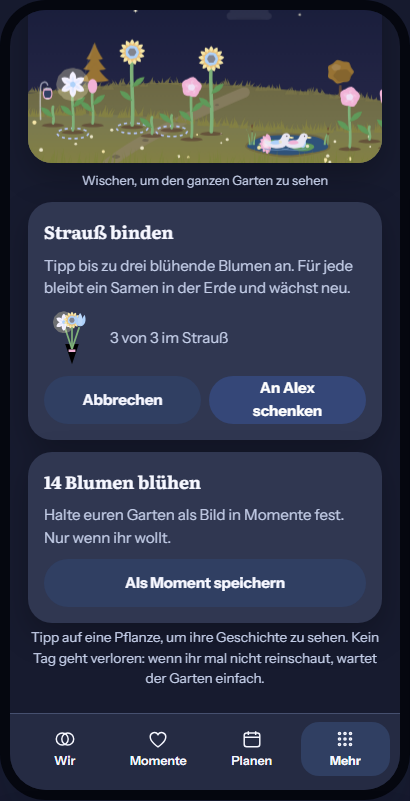 Wischen, um den ganzen Garten zu sehen
Strauß binden
Tipp bis zu drei blühende Blumen an. Für jede
bleibt ein Samen in der Erde und wächst neu.
3 von 3 im Strauß
Abbrechen
An Alex
schenken
14 Blumen blühen
Halte euren Garten als Bild in Momente fest.
Nur wenn ihr wollt.
Als Moment speichern
Tipp auf eine Pflanze, um ihre Geschichte zu sehen. Kein
Tag geht verloren: wenn ihr mal nicht reinschaut, wartet
der Garten einfach.
Wir
Momente
Planen
Mehr